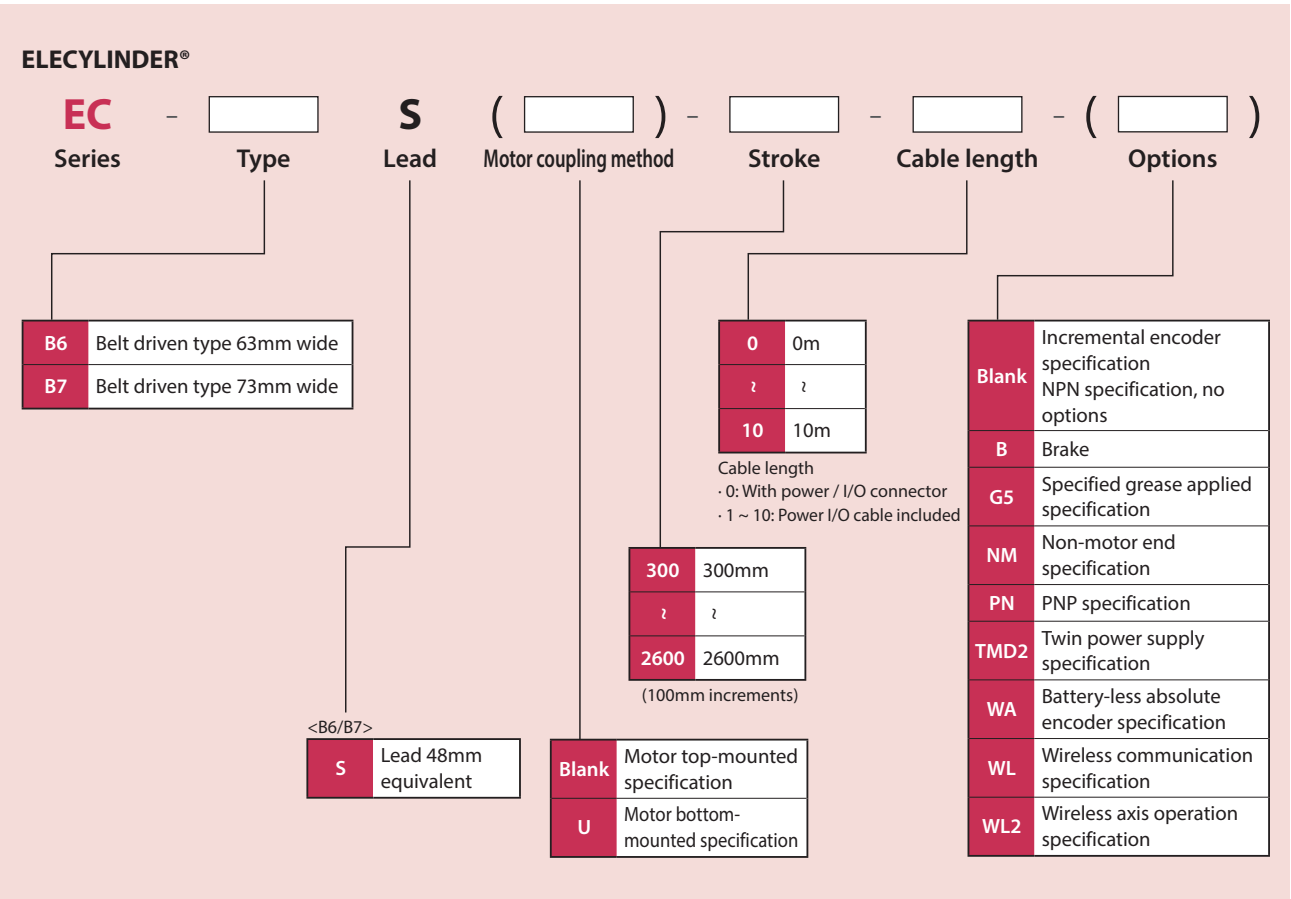 ELECYLINDER®
EC - S ( ) - - - ( )
Series Type Lead Motor coupling method Stroke Cable length Options
B6 Belt driven type 63mm wide
B7 Belt driven type 73mm wide
0 0m
~ ~
10 10m
Cable length
· 0: With power / I/O connector
· 1 ~ 10: Power I/O cable included
300 300mm
~ ~
2600 2600mm
(100mm increments)
<B6/B7>
S Lead 48mm
equivalent
Blank Motor top-mounted
specification
U Motor bottom-
mounted specification
Blank Incremental encoder
specification
NPN specification, no
options
B Brake
G5 Specified grease applied
specification
NM Non-motor end
specification
PN PNP specification
TMD2 Twin power supply
specification
WA Battery-less absolute
encoder specification
WL Wireless communication
specification
WL2 Wireless axis operation
specification